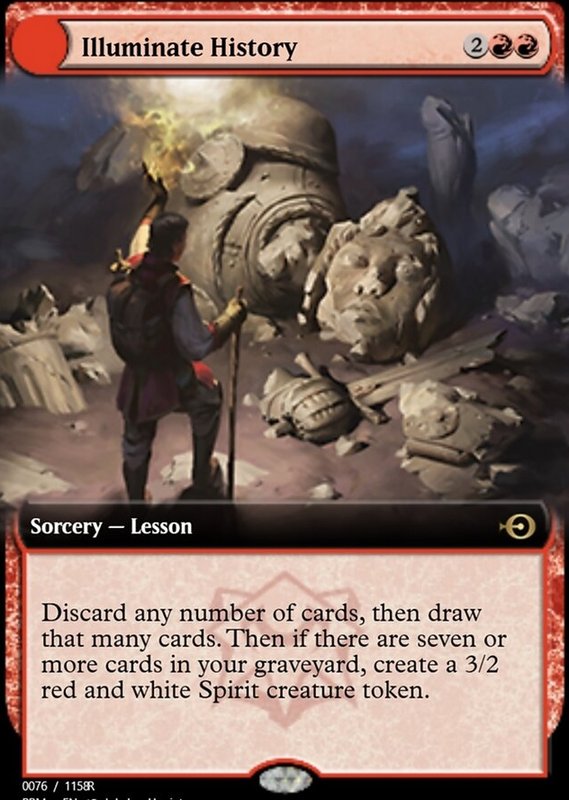 Illuminate History 2
Sorcery — Lesson
Discard any number of cards, then draw
that many cards. Then if there are seven or
more cards in your graveyard, create a 3/2
red and white Spirit creature token.
0076 / 1158R